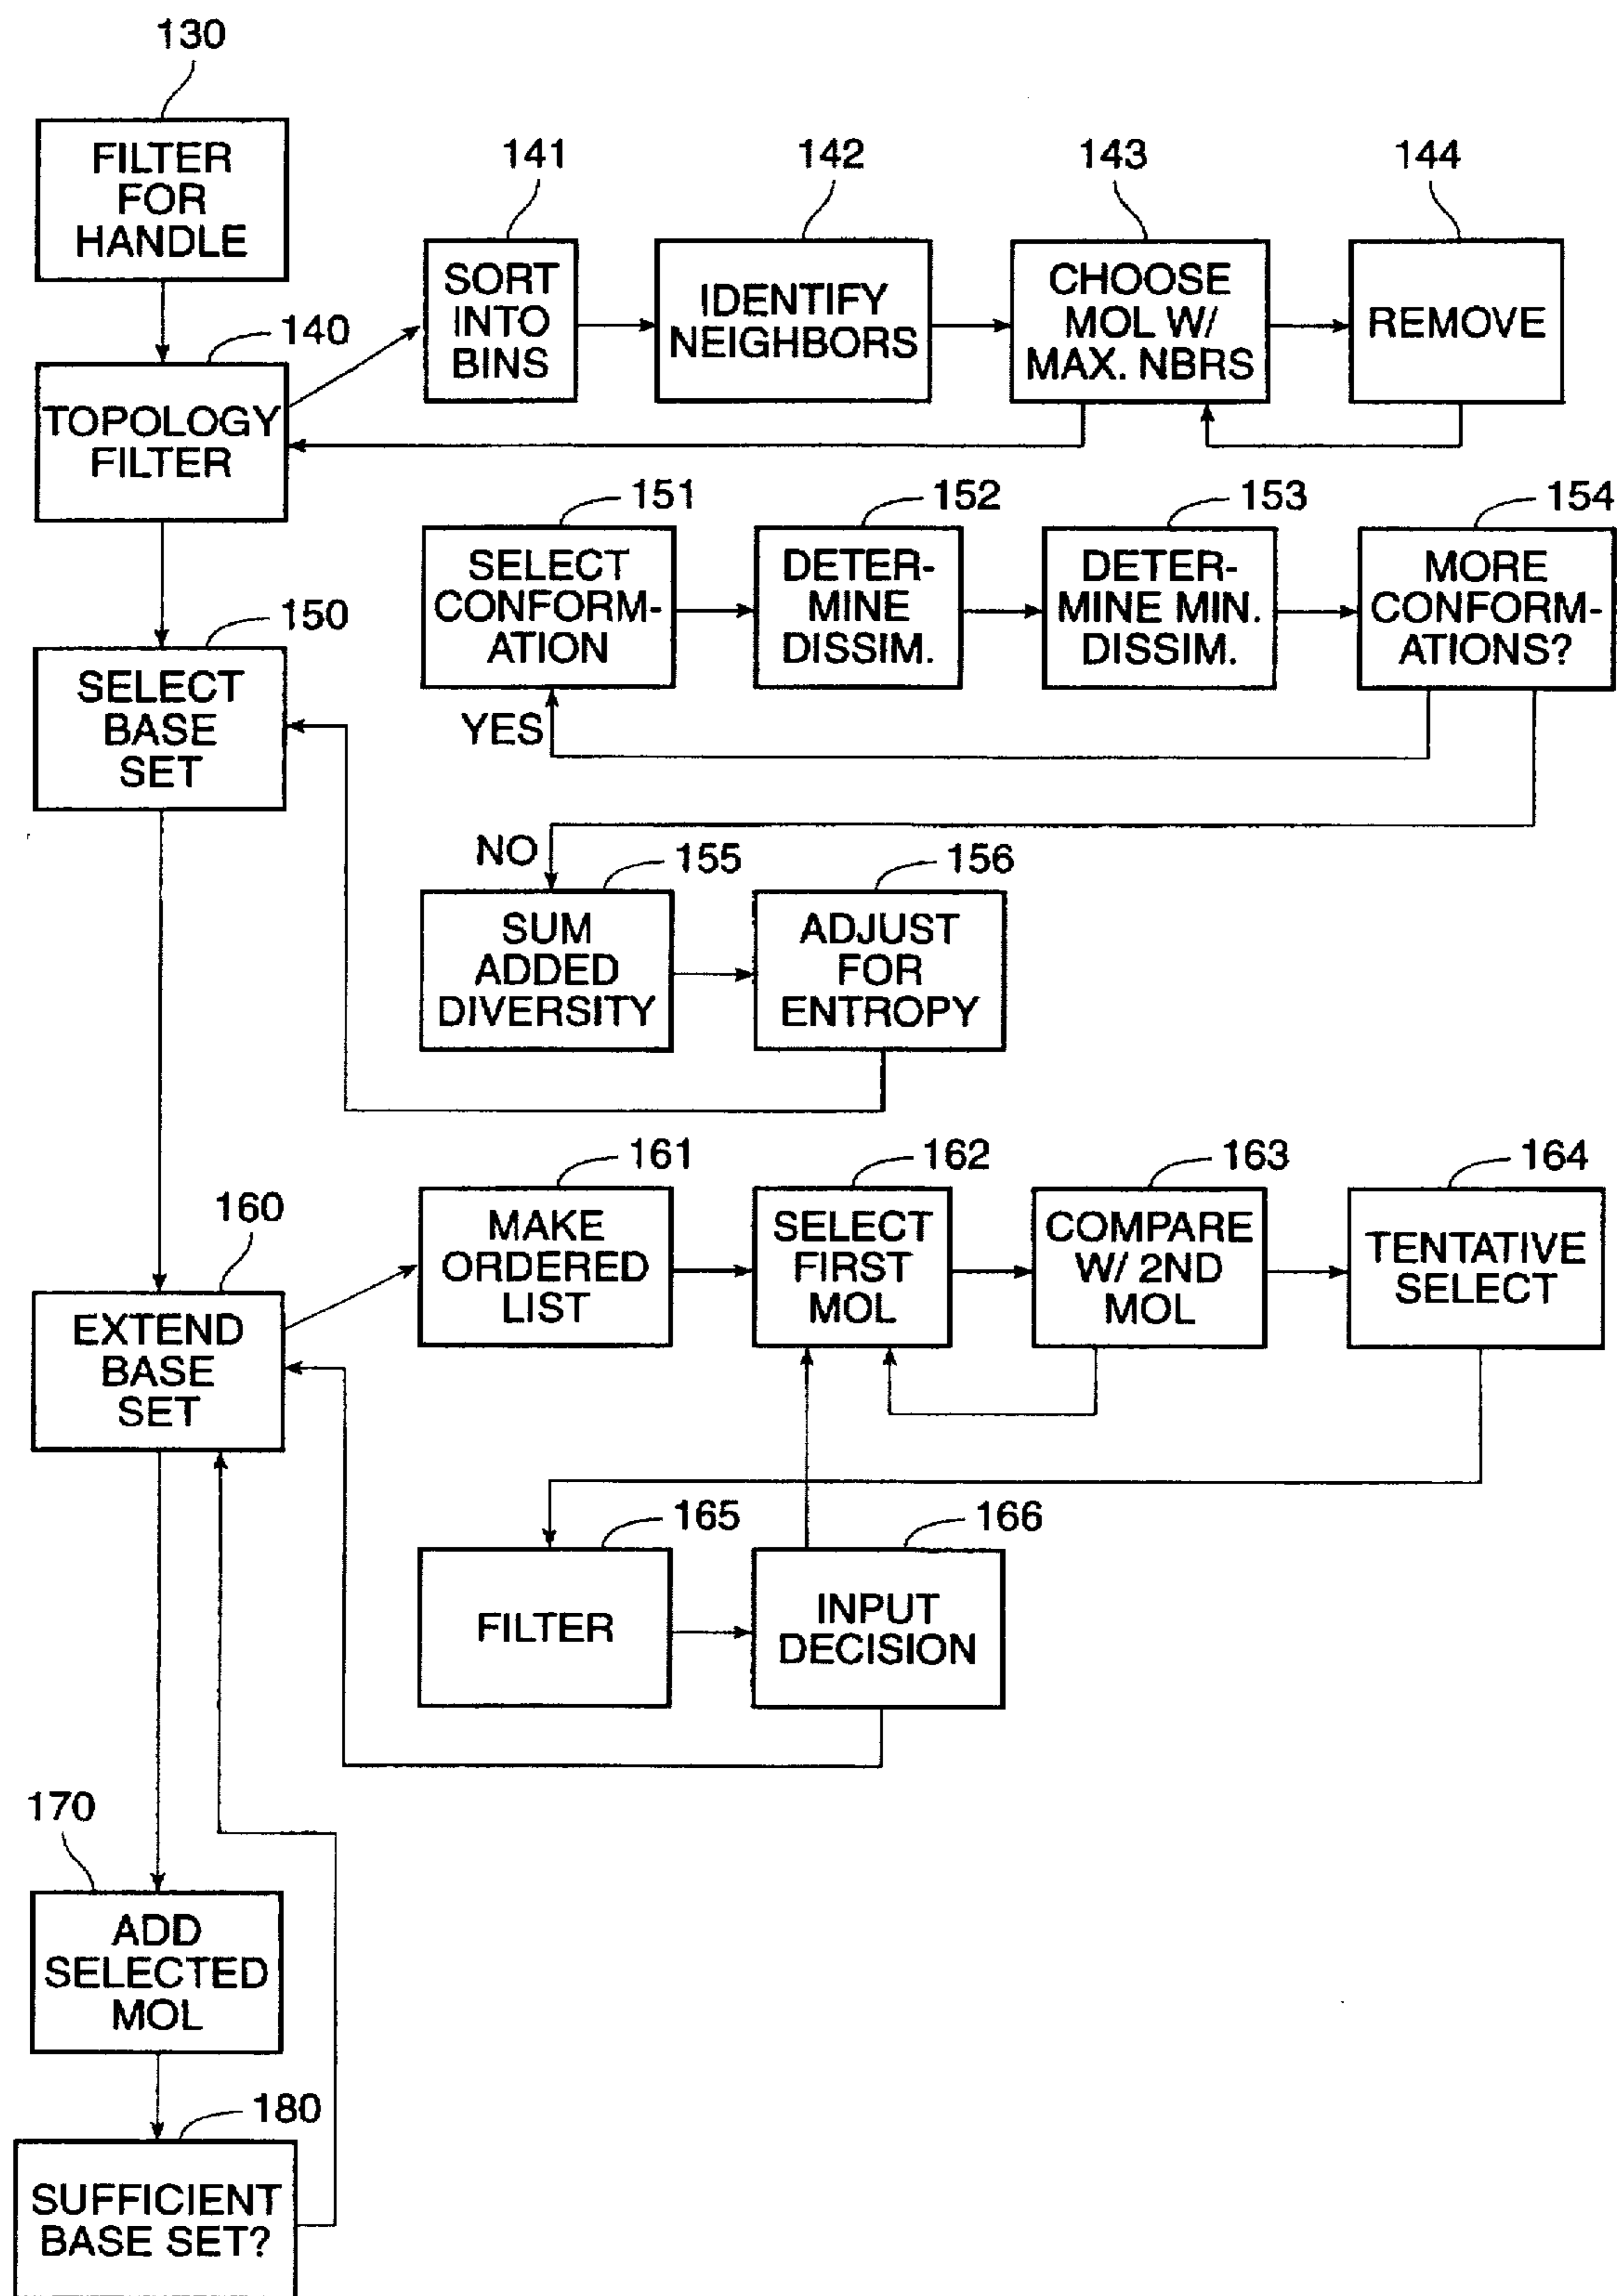 130
FILTER
FOR
HANDLE
140
TOPOLOGY
FILTER
141
SORT
INTO
BINS
142
IDENTIFY
NEIGHBORS
143
CHOOSE
MOL W/
MAX. NBRS
144
REMOVE
150
SELECT
BASE
SET
151
SELECT
CONFORM-
ATION
152
DETER-
MINE
DISSIM.
153
DETER-
MINE MIN.
DISSIM.
154
MORE
CONFORM-
ATIONS?
YES
NO
155
SUM
ADDED
DIVERSITY
156
ADJUST
FOR
ENTROPY
160
EXTEND
BASE
SET
161
MAKE
ORDERED
LIST
162
SELECT
FIRST
MOL
163
COMPARE
W/ 2ND
MOL
164
TENTATIVE
SELECT
165
FILTER
166
INPUT
DECISION
170
ADD
SELECTED
MOL
180
SUFFICIENT
BASE SET?